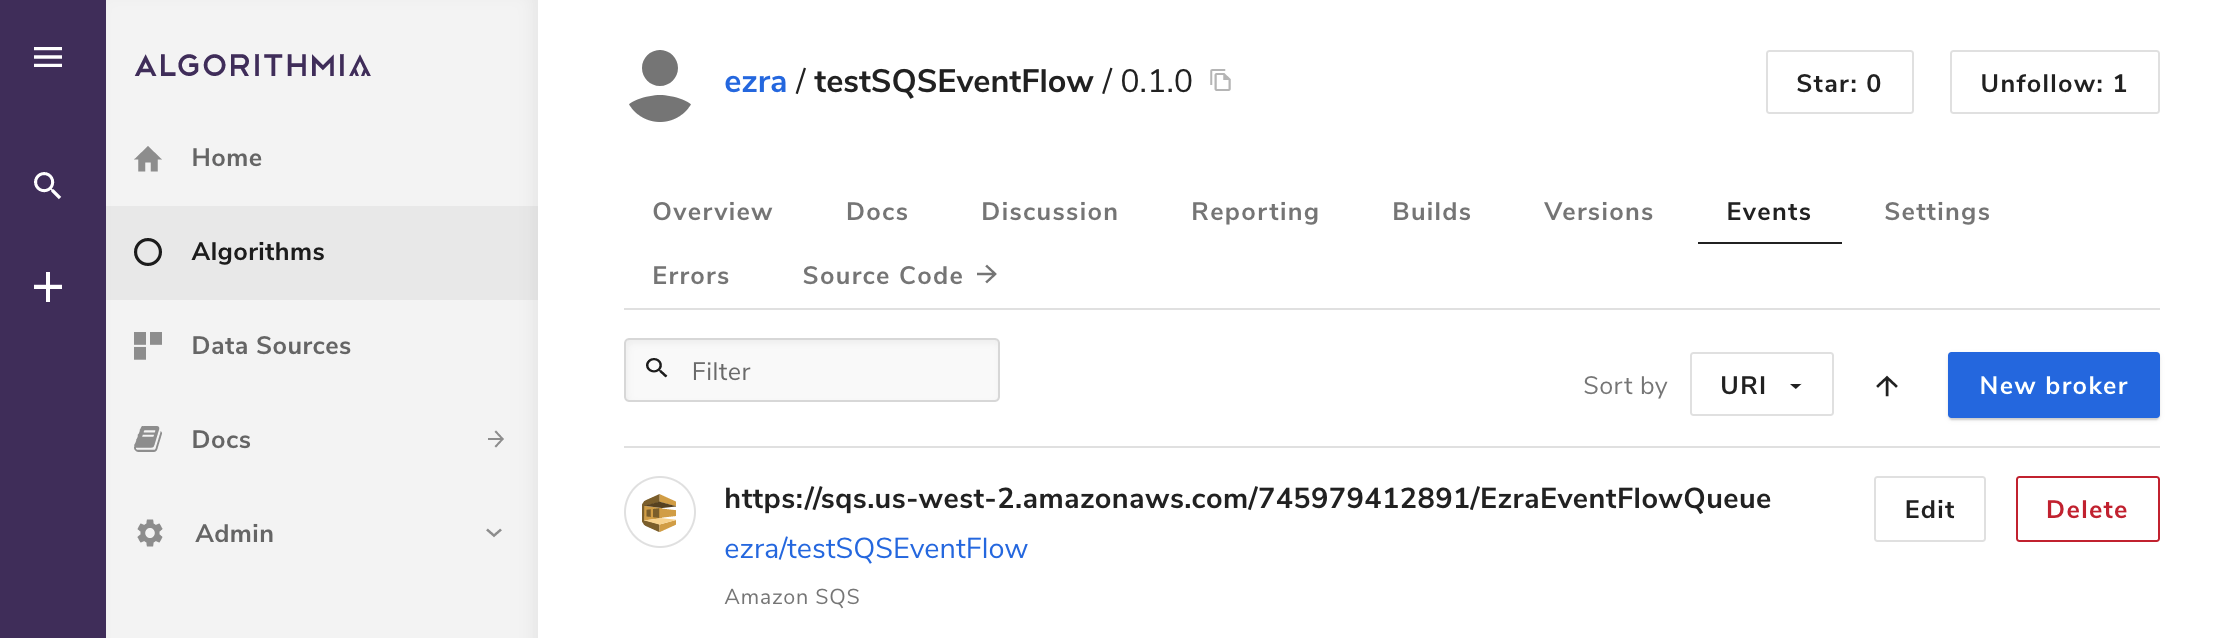 ALGORITHMIA
Home
Algorithms
Data Sources
Docs
Admin
ezra / testSQSEventFlow / 0.1.0
Star: 0
Unfollow: 1
Overview Docs Discussion Reporting Builds Versions Events Settings
Errors Source Code →
Filter
Sort by URI
New broker
https://sqs.us-west-2.amazonaws.com/745979412891/EzraEventFlowQueue
ezra/testSQSEventFlow
Amazon SQS
Edit
Delete